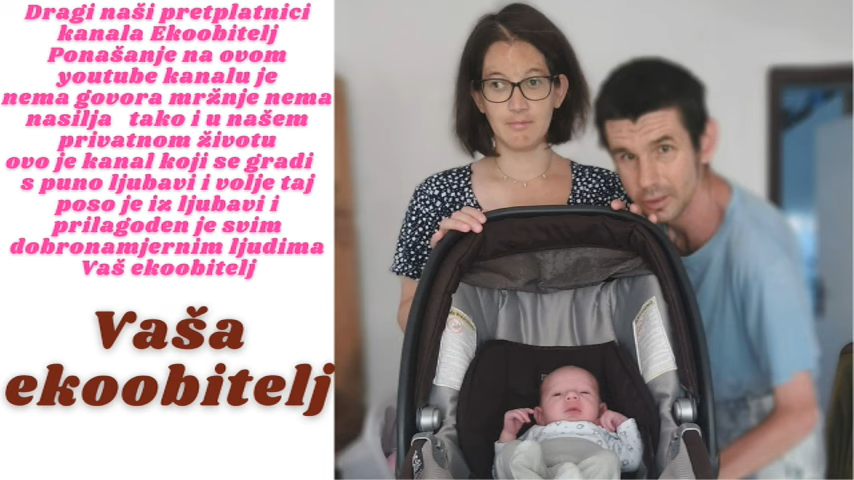 Dragi naši pretplatnici
kanala Ekoobitelj
Ponašanje na ovom
youtube kanalu je
nema govora mržnje nema
nasilja tako i u našem
privatnom životu
ovo je kanal koji se gradi
s puno ljubavi i volje taj
poso je iz ljubavi i
prilagođen je svim
dobronamjernim ljudima
Vaš ekoobitelj
Vaša
ekoobitelj